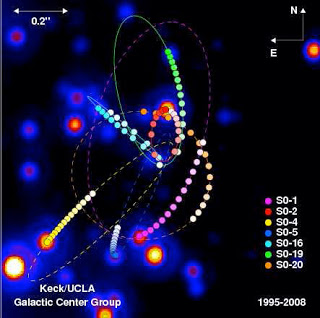 0.2"
N
E
S0-1
S0-2
S0-4
S0-5
S0-16
S0-19
S0-20
Keck/UCLA
Galactic Center Group
1995-2008